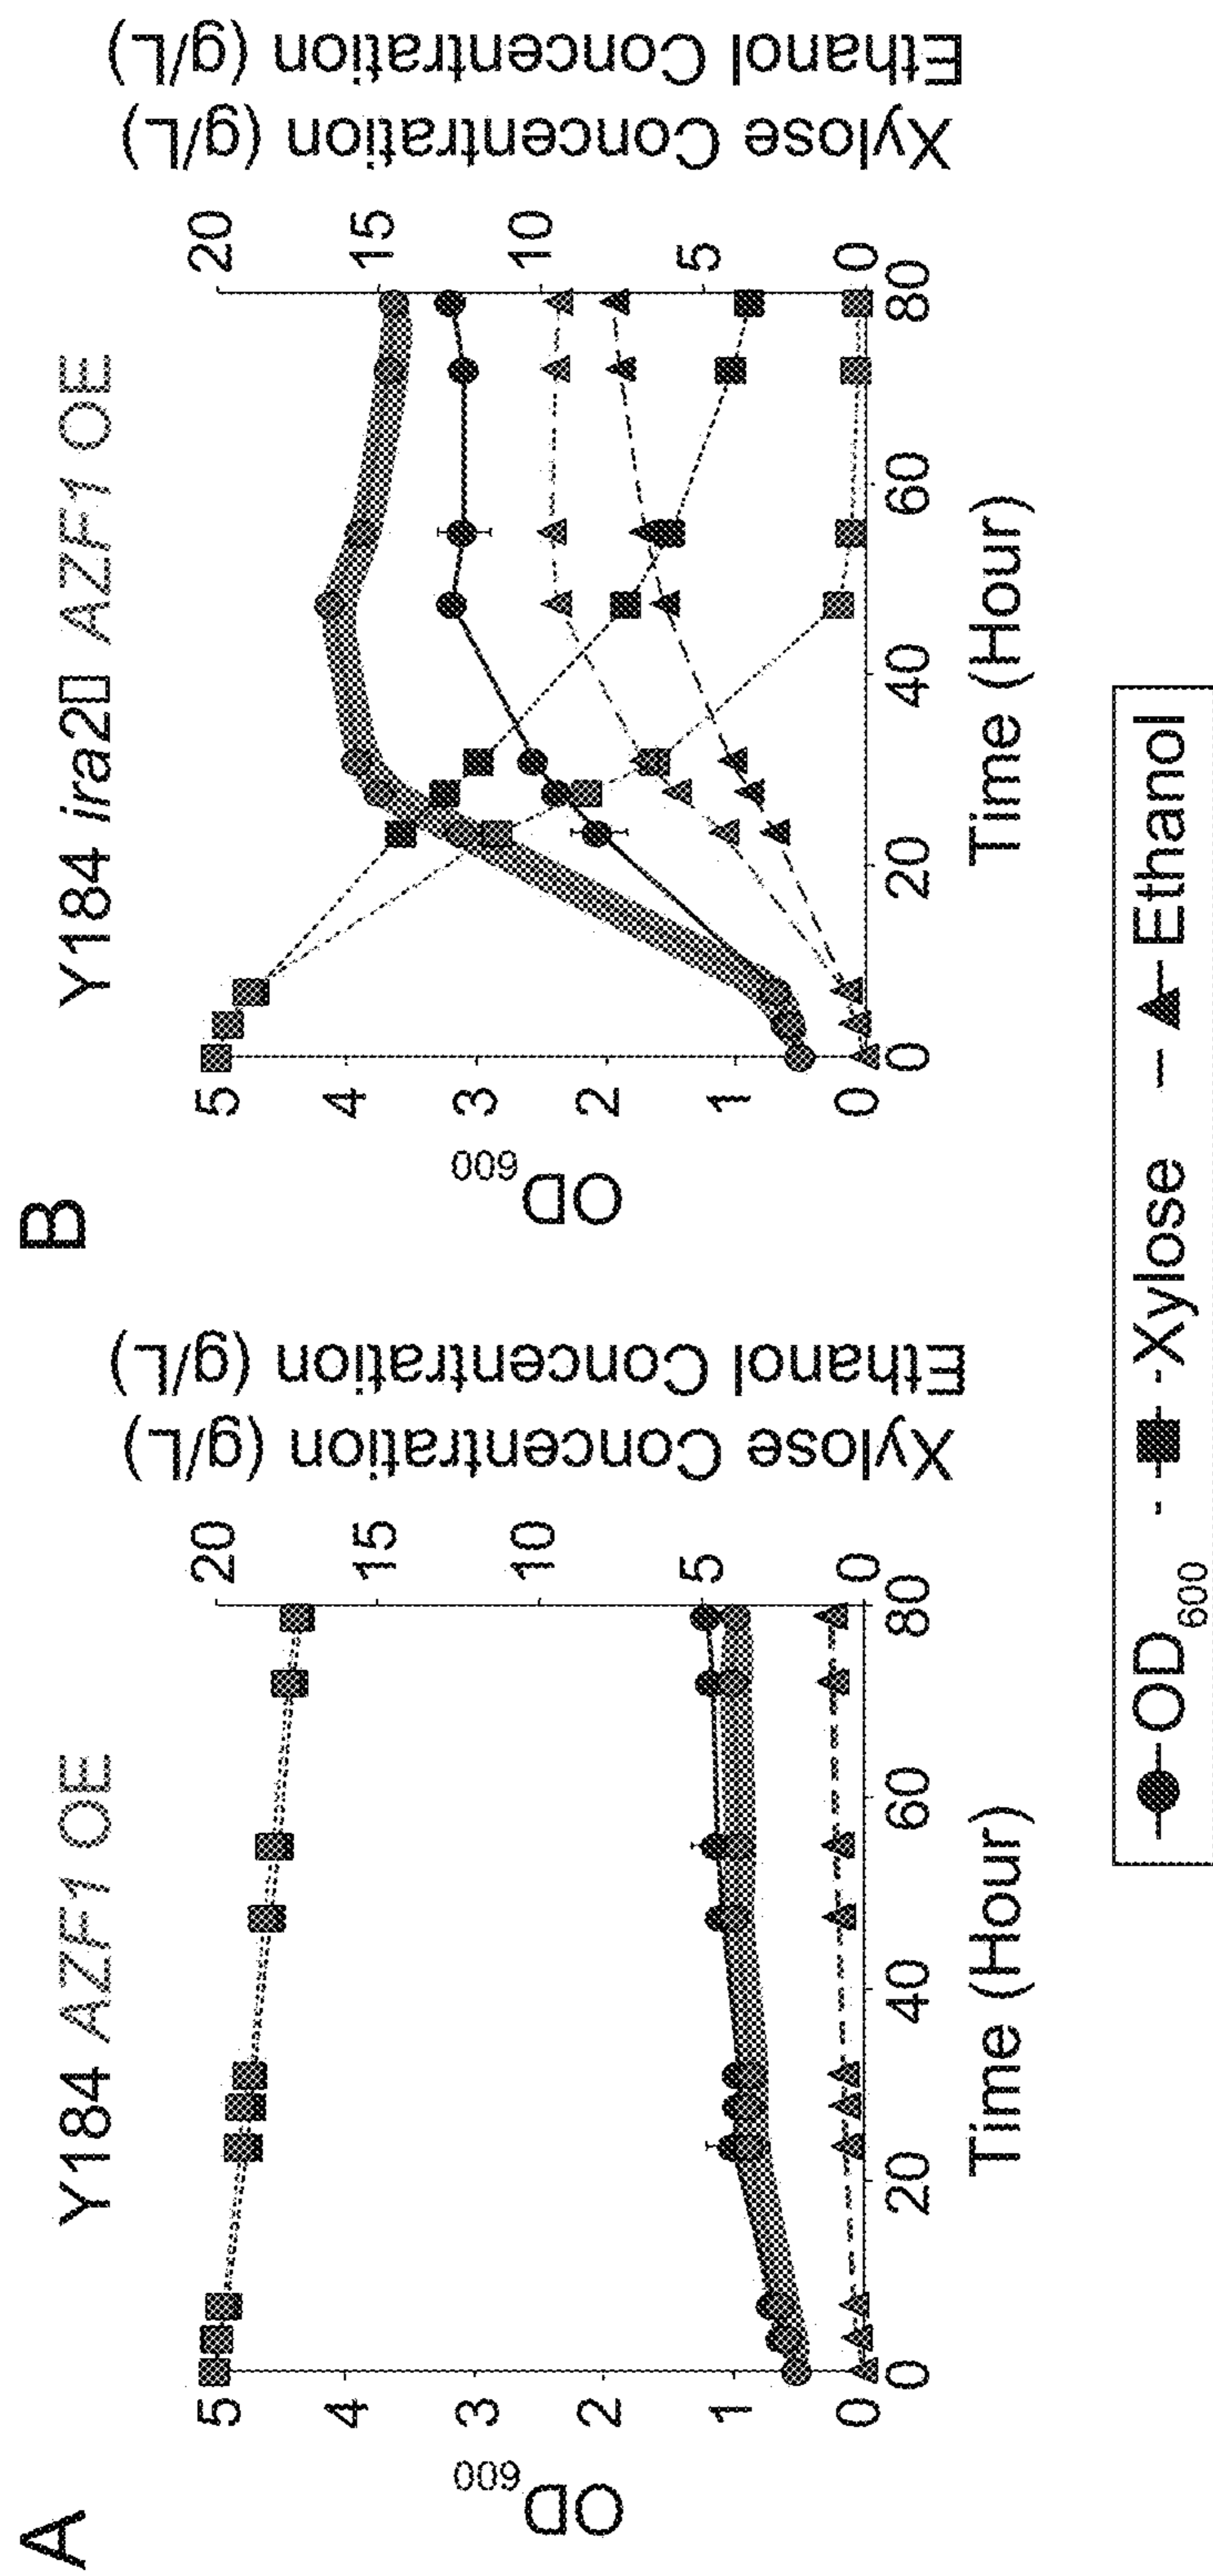 A
Y184 AZF1 OE
5
4
3
2
1
0
OD600
20
15
10
5
0
Xylose Concentration (g/L)
Ethanol Concentration (g/L)
0 20 40 60 80
Time (Hour)
B
Y184 ira2▯ AZF1 OE
5
4
3
2
1
0
OD600
20
15
10
5
0
Xylose Concentration (g/L)
Ethanol Concentration (g/L)
0 20 40 60 80
Time (Hour)
OD600 Xylose Ethanol